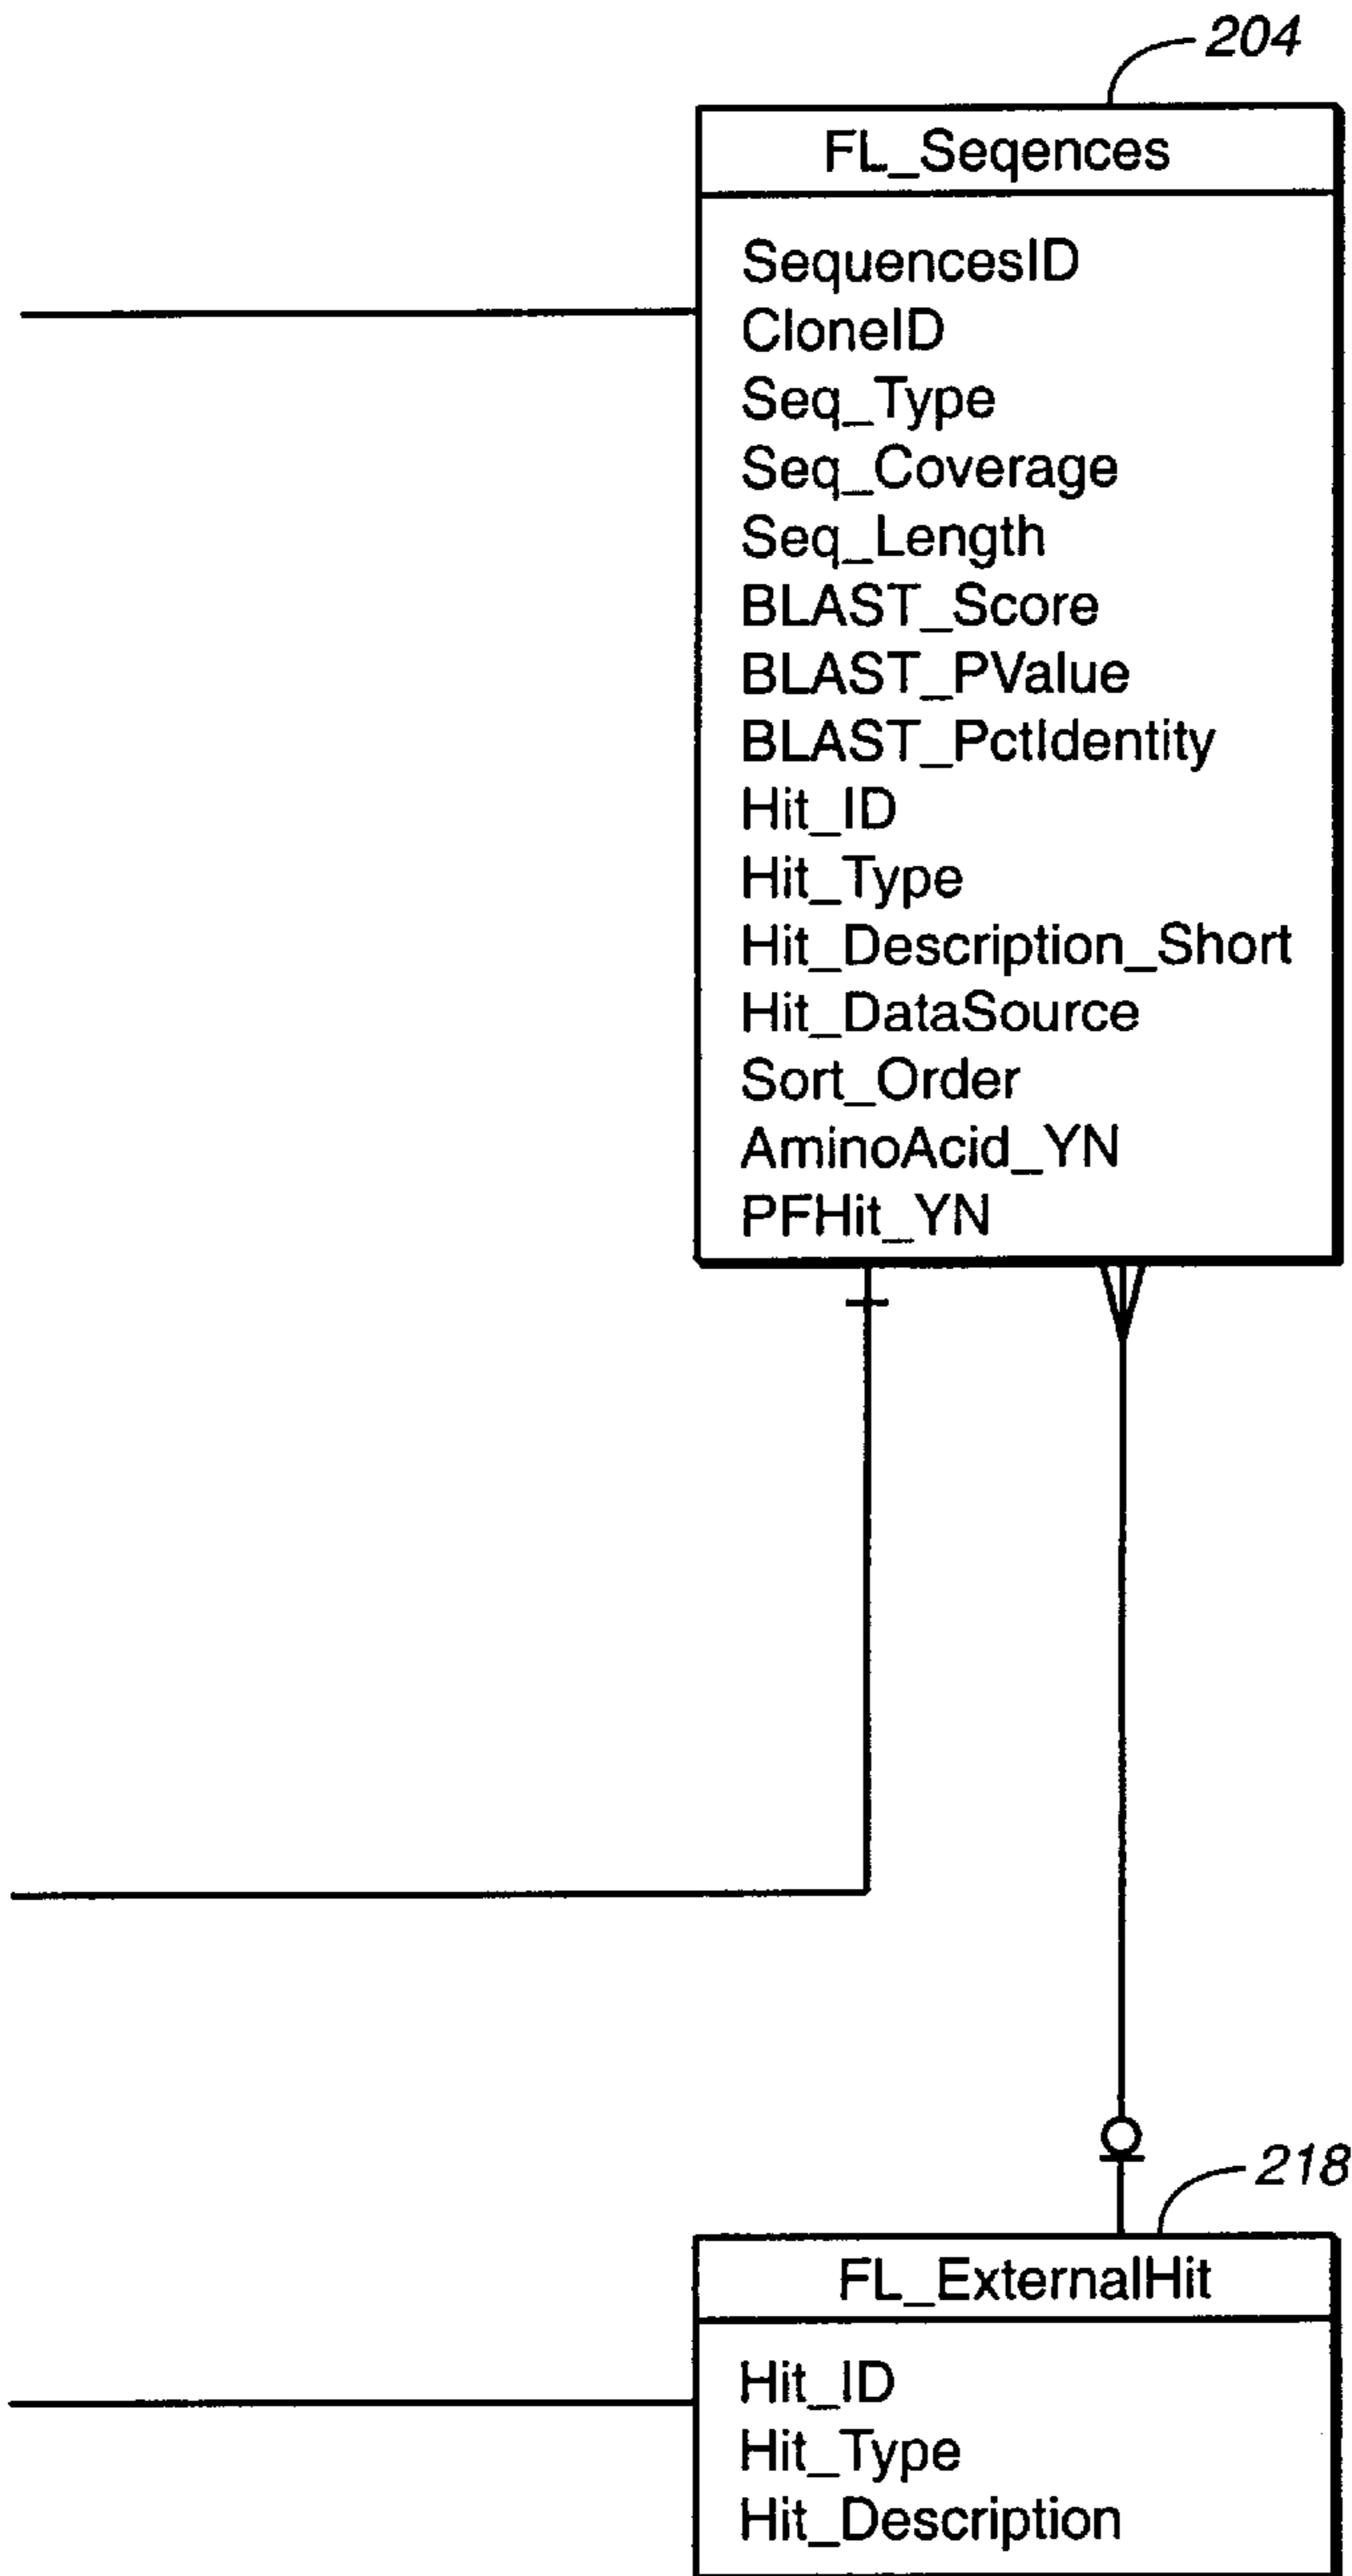 204
FL_Seqences
SequencesID
CloneID
Seq_Type
Seq_Coverage
Seq_Length
BLAST_Score
BLAST_PValue
BLAST_PctIdentity
Hit_ID
Hit_Type
Hit_Description_Short
Hit_DataSource
Sort_Order
AminoAcid_YN
PFHit_YN
218
FL_ExternalHit
Hit_ID
Hit_Type
Hit_Description